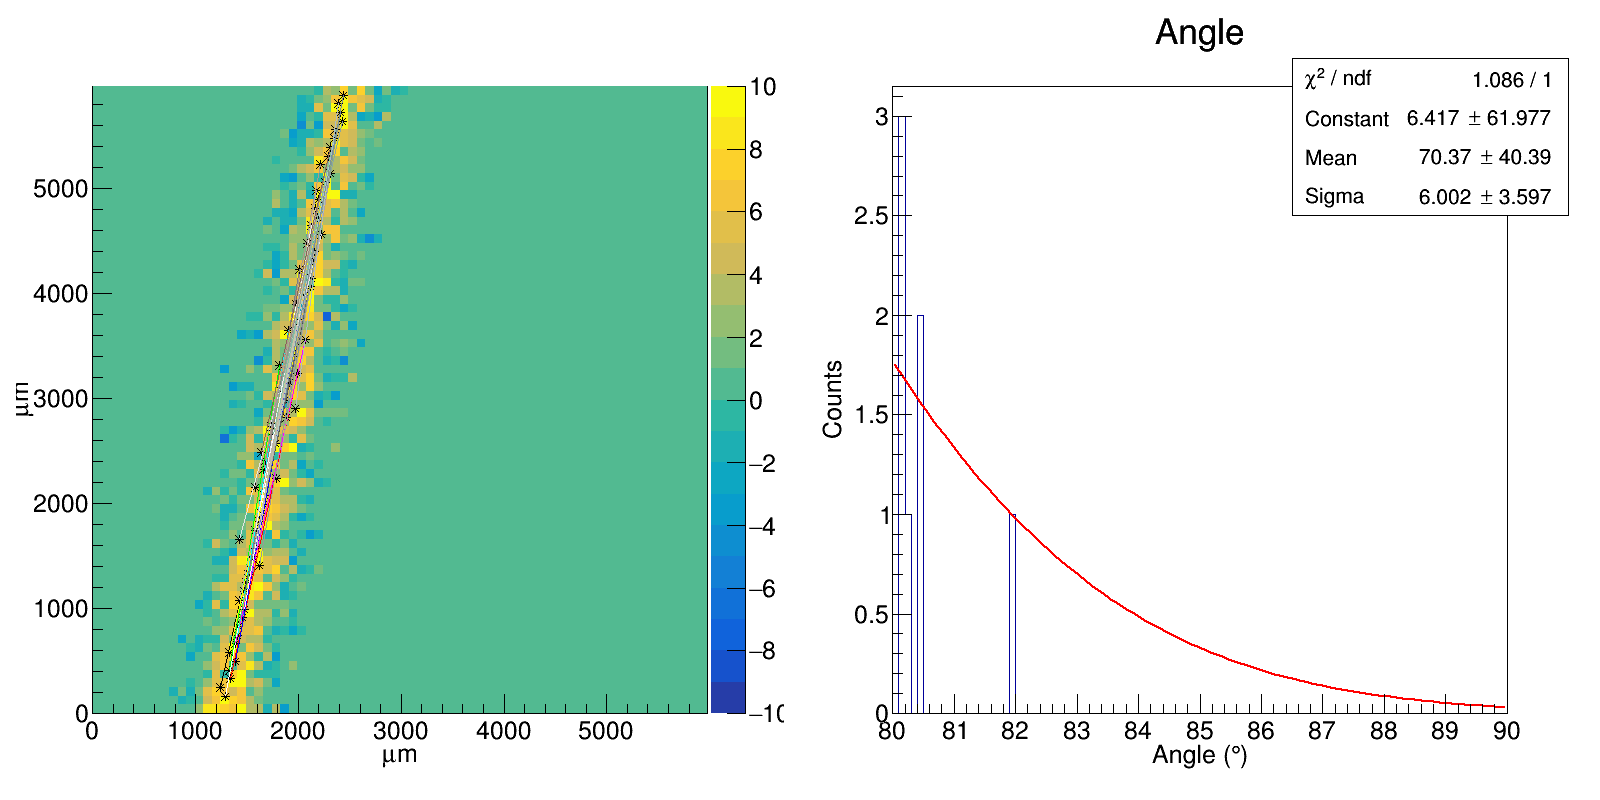 Angle
χ² / ndf 1.086 / 1
Constant 6.417 ± 61.977
Mean 70.37 ± 40.39
Sigma 6.002 ± 3.597
5000
4000
3000
2000
1000
0
μm
0 1000 2000 3000 4000 5000
μm
10
8
6
4
2
0
−2
−4
−6
−8
−10
3
2.5
2
1.5
1
0.5
0
Counts
80 81 82 83 84 85 86 87 88 89 90
Angle (°)